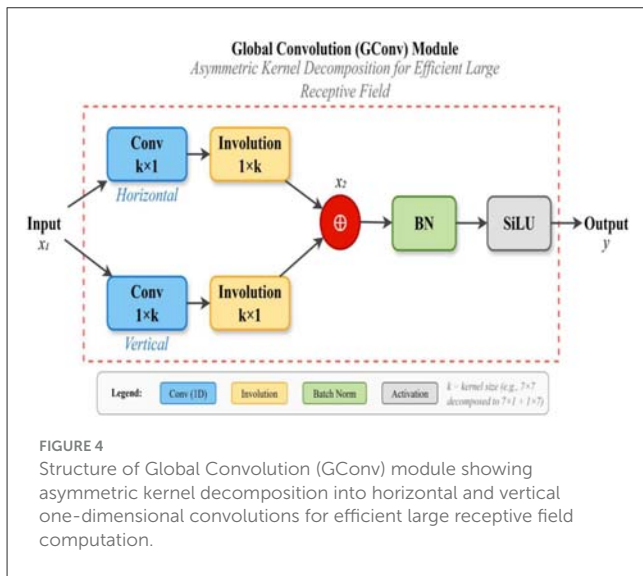 Global Convolution (GConv) Module
Asymmetric Kernel Decomposition for Efficient Large
Receptive Field
Conv
k×1
Horizontal
Involution
1×k
Input
x₁
x₂
⊕
BN
SiLU
Output
y
Conv
1×k
Vertical
Involution
k×1
Legend:
Conv (1D)
Involution
Batch Norm
Activation
k = kernel size (e.g., 7×7
decomposed to 7×1 + 1×7)
FIGURE 4
Structure of Global Convolution (GConv) module showing
asymmetric kernel decomposition into horizontal and vertical
one-dimensional convolutions for efficient large receptive field
computation.